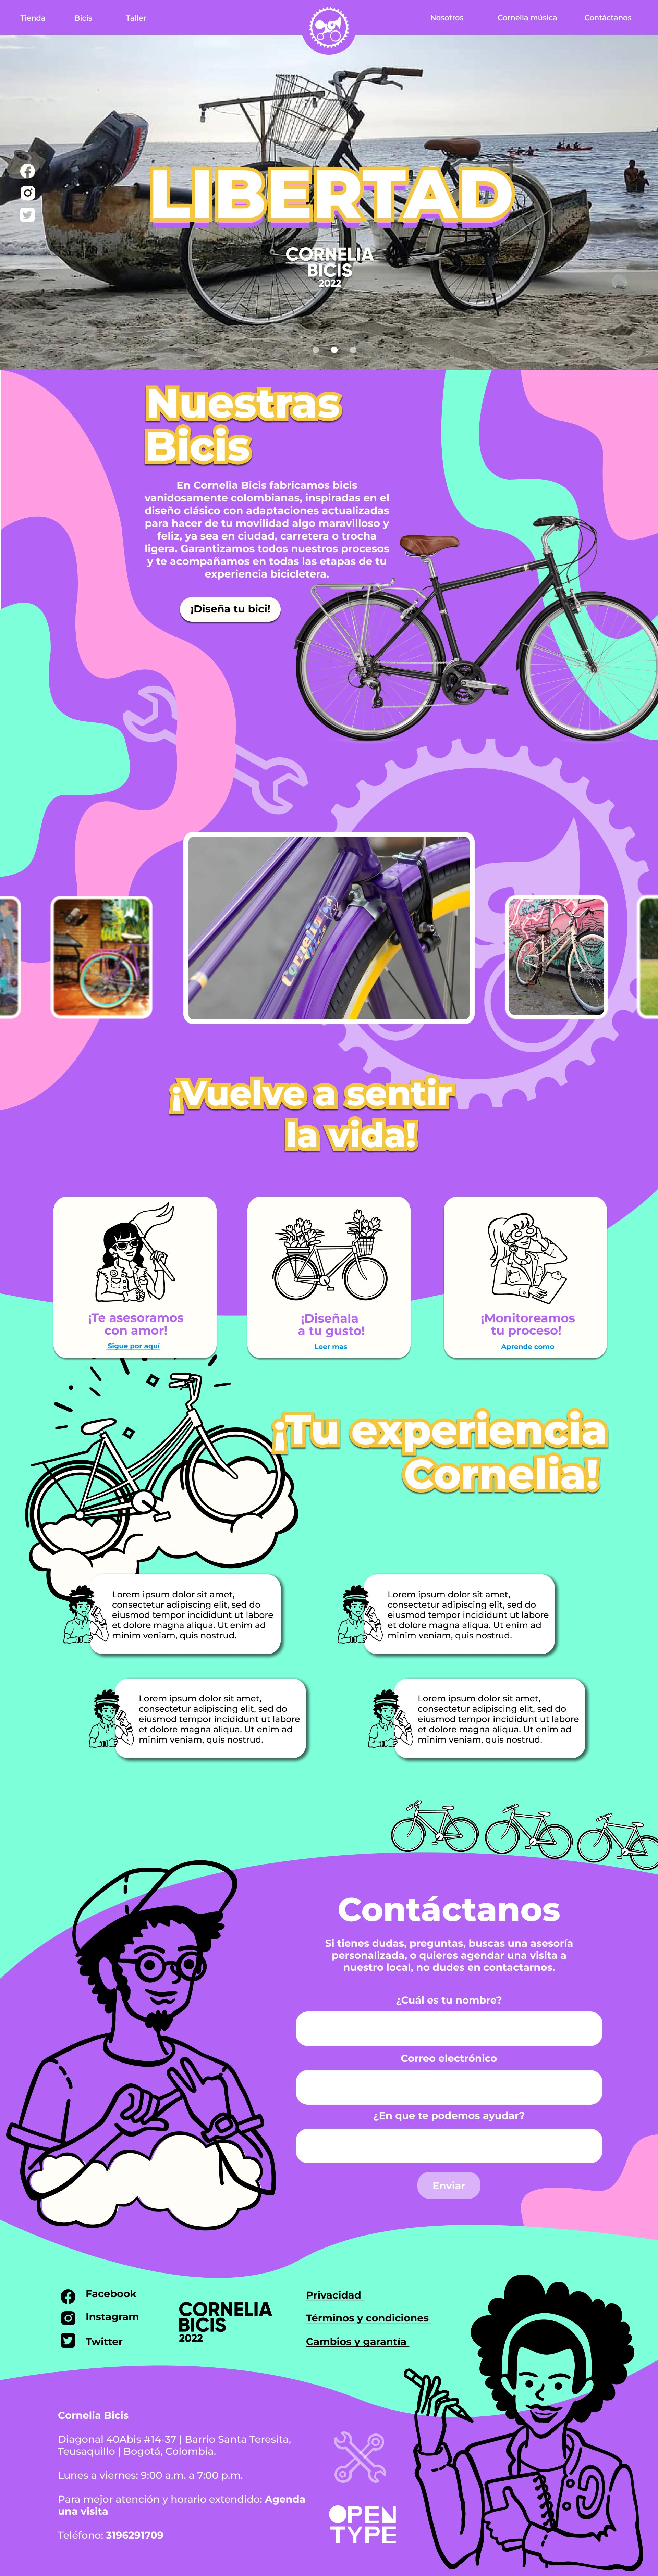 Tienda
Bicis
Taller
Nosotros
Cornelia música
Contáctanos
LIBERTAD
CORNELIA
BICIS
2022
Nuestras
Bicis
En Cornelia Bicis fabricamos bicis
vanidosamente colombianas, inspiradas en el
diseño clásico con adaptaciones actualizadas
para hacer de tu movilidad algo maravilloso y
feliz, ya sea en ciudad, carretera o trocha
ligera. Garantizamos todos nuestros procesos
y te acompañamos en todas las etapas de tu
experiencia bicicletera.
¡Diseña tu bici!
Cornelia
¡Vuelve a sentir
la vida!
¡Te asesoramos
con amor!
Sigue por aquí
¡Diseñala
a tu gusto!
Leer mas
¡Monitoreamos
tu proceso!
Aprende como
¡Tu experiencia
Cornelia!
Lorem ipsum dolor sit amet,
consectetur adipiscing elit, sed do
eiusmod tempor incididunt ut labore
et dolore magna aliqua. Ut enim ad
minim veniam, quis nostrud.
Lorem ipsum dolor sit amet,
consectetur adipiscing elit, sed do
eiusmod tempor incididunt ut labore
et dolore magna aliqua. Ut enim ad
minim veniam, quis nostrud.
Lorem ipsum dolor sit amet,
consectetur adipiscing elit, sed do
eiusmod tempor incididunt ut labore
et dolore magna aliqua. Ut enim ad
minim veniam, quis nostrud.
Lorem ipsum dolor sit amet,
consectetur adipiscing elit, sed do
eiusmod tempor incididunt ut labore
et dolore magna aliqua. Ut enim ad
minim veniam, quis nostrud.
Contáctanos
Si tienes dudas, preguntas, buscas una asesoría
personalizada, o quieres agendar una visita a
nuestro local, no dudes en contactarnos.
¿Cuál es tu nombre?
Correo electrónico
¿En que te podemos ayudar?
Enviar
Facebook
Instagram
Twitter
CORNELIA
BICIS
2022
Privacidad
Términos y condiciones
Cambios y garantía
Cornelia Bicis
Diagonal 40Abis #14-37 | Barrio Santa Teresita,
Teusaquillo | Bogotá, Colombia.
Lunes a viernes: 9:00 a.m. a 7:00 p.m.
Para mejor atención y horario extendido: Agenda
una visita
Teléfono: 3196291709
OPEN
TYPE